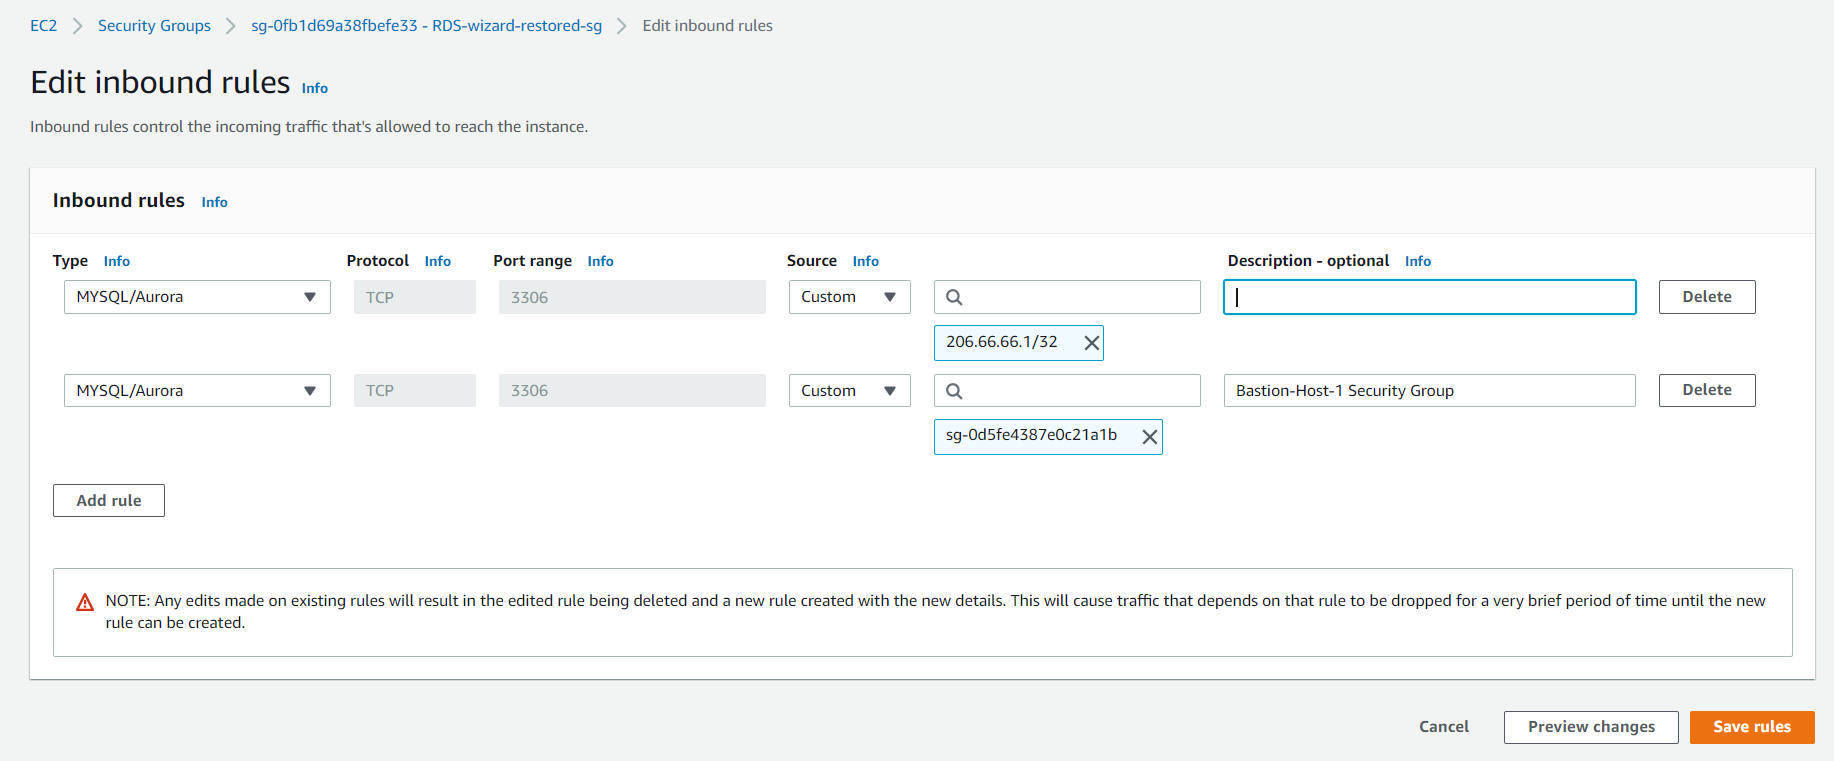 EC2 Security Groups sg-0fb1d69a38fbefe33 - RDS-wizard-restored-sg Edit inbound rules
Edit inbound rules Info
Inbound rules control the incoming traffic that's allowed to reach the instance.
Inbound rules Info
Type Info Protocol Info Port range Info Source Info Description - optional Info
MYSQL/Aurora TCP 3306 Custom Delete
206.66.66.1/32
MYSQL/Aurora TCP 3306 Custom Bastion-Host-1 Security Group Delete
sg-0d5fe4387e0c21a1b
Add rule
NOTE: Any edits made on existing rules will result in the edited rule being deleted and a new rule created with the new details. This will cause traffic that depends on that rule to be dropped for a very brief period of time until the new
rule can be created.
Cancel Preview changes Save rules